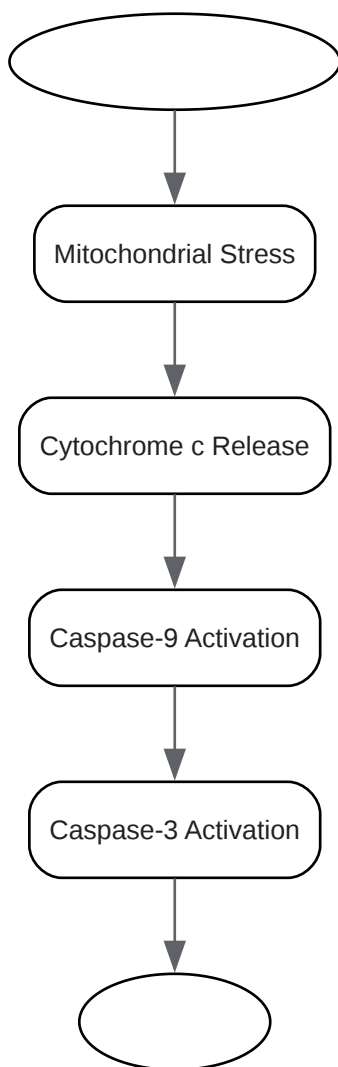 Mitochondrial Stress
Cytochrome c Release
Caspase-9 Activation
Caspase-3 Activation